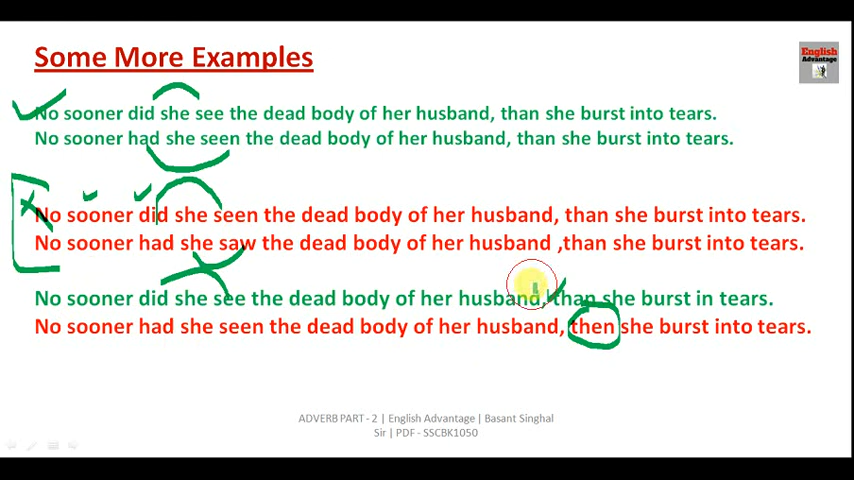 Some More Examples
English
Advantage
No sooner did she see the dead body of her husband, than she burst into tears.
No sooner had she seen the dead body of her husband, than she burst into tears.
No sooner did she seen the dead body of her husband, than she burst into tears.
No sooner had she saw the dead body of her husband ,than she burst into tears.
No sooner did she see the dead body of her husband, than she burst in tears.
No sooner had she seen the dead body of her husband, then she burst into tears.
ADVERB PART - 2 | English Advantage | Basant Singhal
Sir | PDF - SSCBK1050